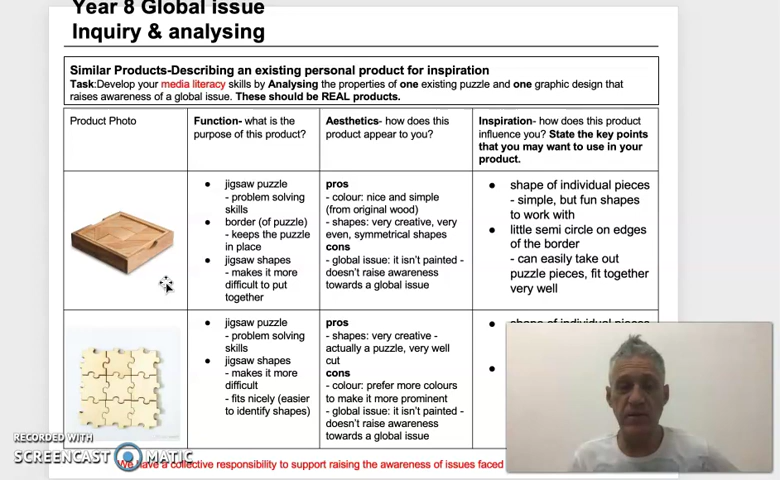 Year 8 Global issue
Inquiry & analysing
Similar Products-Describing an existing personal product for inspiration
Task:Develop your media literacy skills by Analysing the properties of one existing puzzle and one graphic design that
raises awareness of a global issue. These should be REAL products.
Product Photo
Function- what is the
purpose of this product?
Aesthetics- how does this
product appear to you?
Inspiration- how does this product
influence you? State the key points
that you may want to use in your
product.
● jigsaw puzzle
- problem solving
skills
● border (of puzzle)
- keeps the puzzle
in place
● jigsaw shapes
- makes it more
difficult to put
together
pros
- colour: nice and simple
(from original wood)
- shapes: very creative, very
even, symmetrical shapes
cons
- global issue: it isn't painted -
doesn't raise awareness
towards a global issue
● shape of individual pieces
- simple, but fun shapes
to work with
● little semi circle on edges
of the border
- can easily take out
puzzle pieces, fit together
very well
● jigsaw puzzle
- problem solving
skills
● jigsaw shapes
- makes it more
difficult
- fits nicely (easier
to identify shapes)
pros
- shapes: very creative -
actually a puzzle, very well
cut
cons
- colour: prefer more colours
to make it more prominent
- global issue: it isn't painted -
doesn't raise awareness
towards a global issue
● shape of individual pieces
●
We have a collective responsibility to support raising the awareness of issues faced
RECORDED WITH
SCREENCAST MATIC